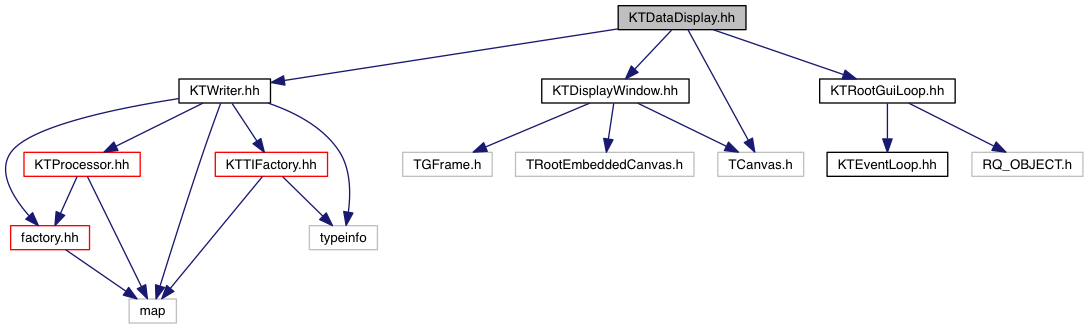 KTDataDisplay.hh
KTWriter.hh
KTDisplayWindow.hh
KTRootGuiLoop.hh
KTProcessor.hh
KTTIFactory.hh
TGFrame.h
TRootEmbeddedCanvas.h
TCanvas.h
KTEventLoop.hh
RQ_OBJECT.h
factory.hh
typeinfo
map